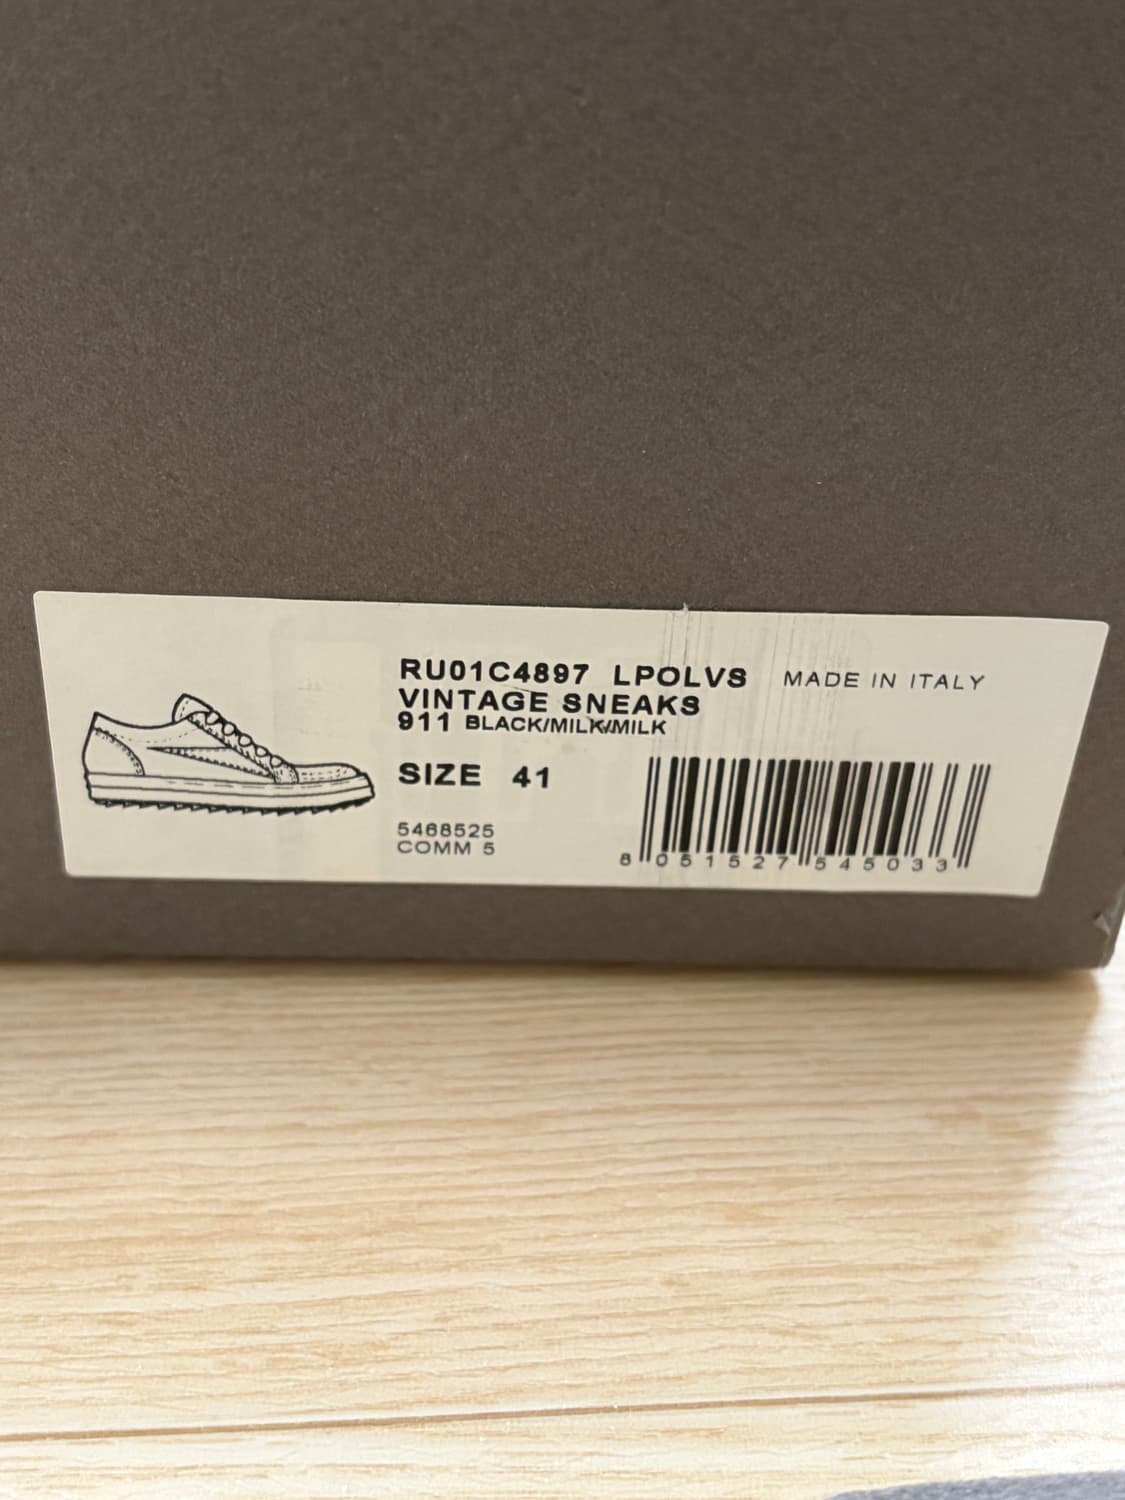 RU01C4897 LPOLVS MADE IN ITALY
VINTAGE SNEAKS
911 BLACK/MILK/MILK
SIZE 41
5468525
COMM 5
8 051527 545033